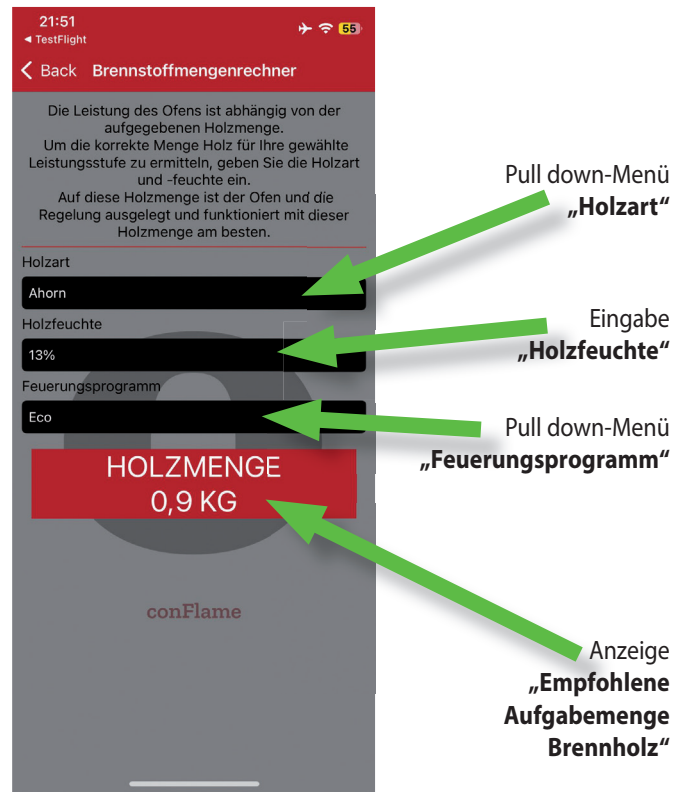 21:51
◀ TestFlight
55
Back Brennstoffmengenrechner
Die Leistung des Ofens ist abhängig von der
aufgegebenen Holzmenge.
Um die korrekte Menge Holz für Ihre gewählte
Leistungsstufe zu ermitteln, geben Sie die Holzart
und -feuchte ein.
Auf diese Holzmenge ist der Ofen und die
Regelung ausgelegt und funktioniert mit dieser
Holzmenge am besten.
Holzart
Ahorn
Holzfeuchte
13%
Feuerungsprogramm
Eco
HOLZMENGE
0,9 KG
conFlame
Pull down-Menü
„Holzart“
Eingabe
„Holzfeuchte“
Pull down-Menü
„Feuerungsprogramm“
Anzeige
„Empfohlene
Aufgabemenge
Brennholz“